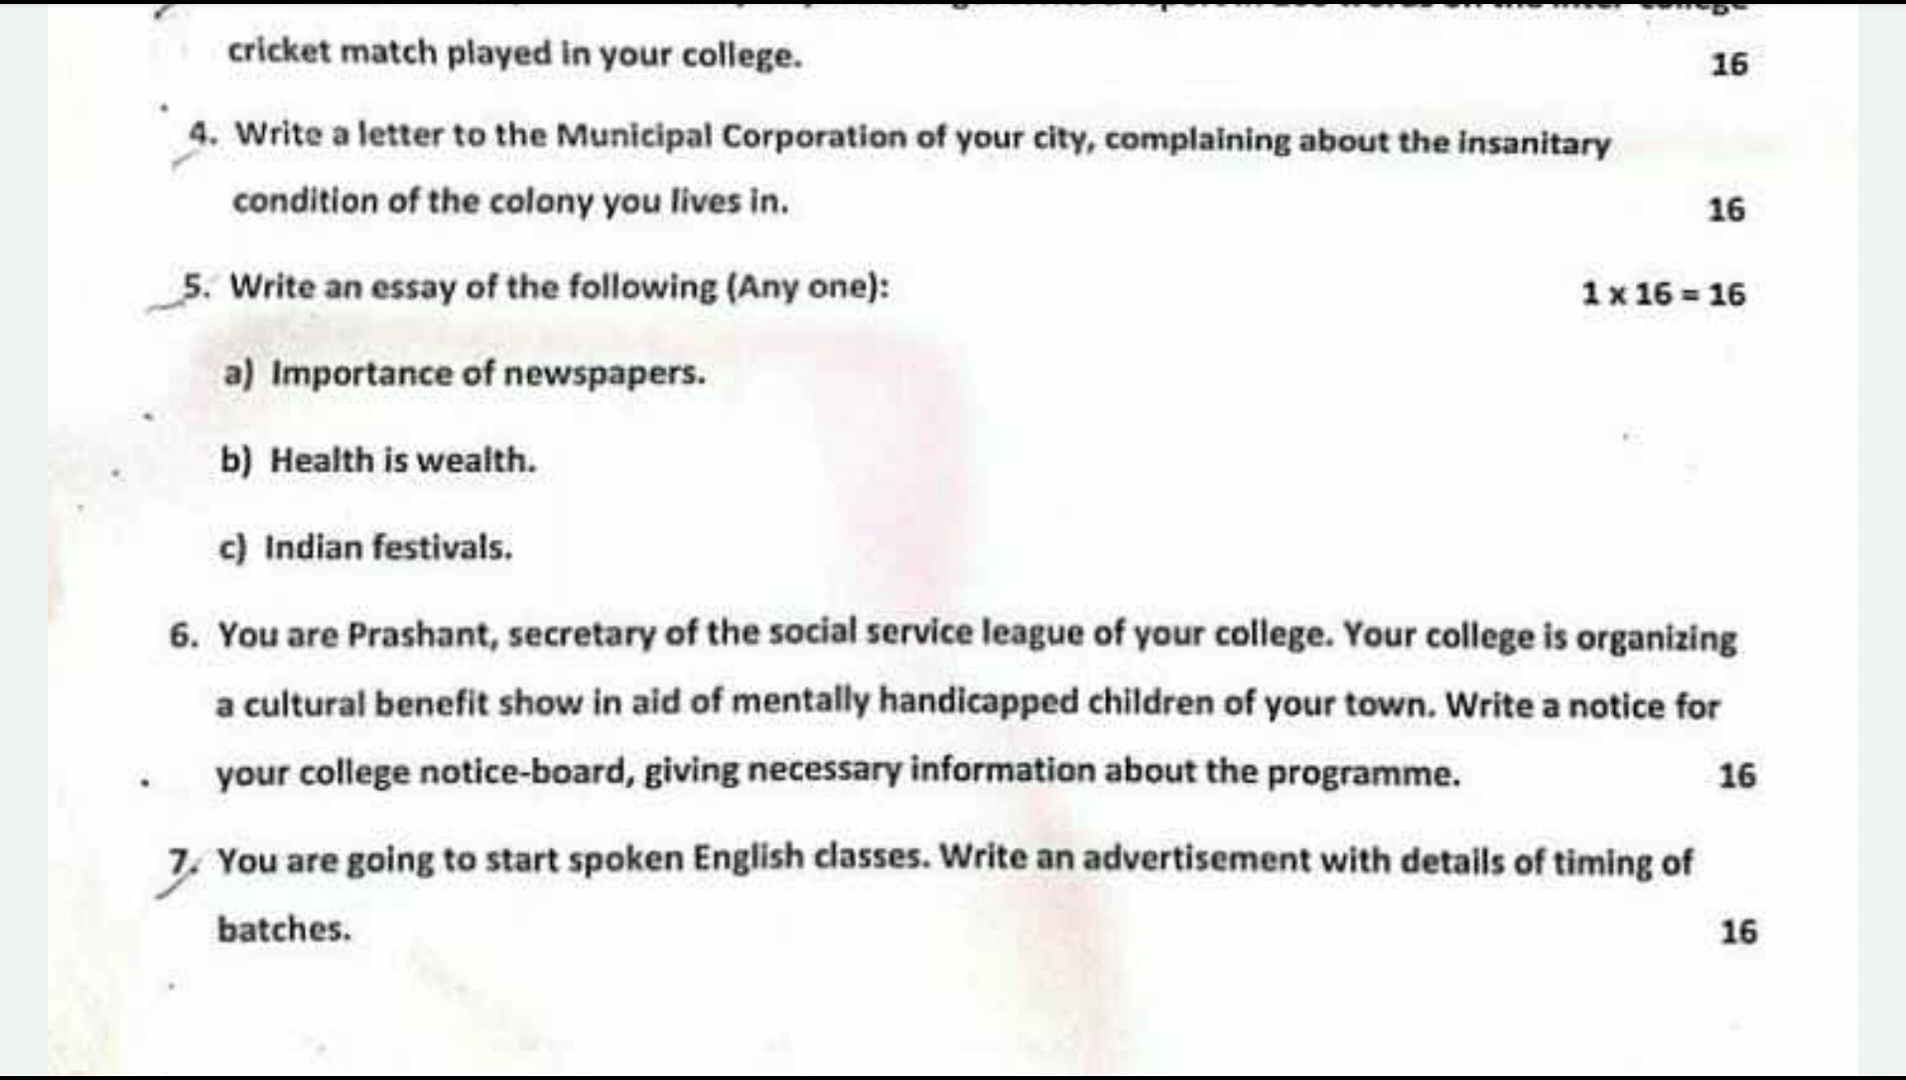 cricket match played in your college. 16
4. Write a letter to the Municipal Corporation of your city, complaining about the insanitary
condition of the colony you lives in. 16
5. Write an essay of the following (Any one): 1 x 16 = 16
a) Importance of newspapers.
b) Health is wealth.
c) Indian festivals.
6. You are Prashant, secretary of the social service league of your college. Your college is organizing
a cultural benefit show in aid of mentally handicapped children of your town. Write a notice for
your college notice-board, giving necessary information about the programme. 16
7. You are going to start spoken English classes. Write an advertisement with details of timing of
batches. 16